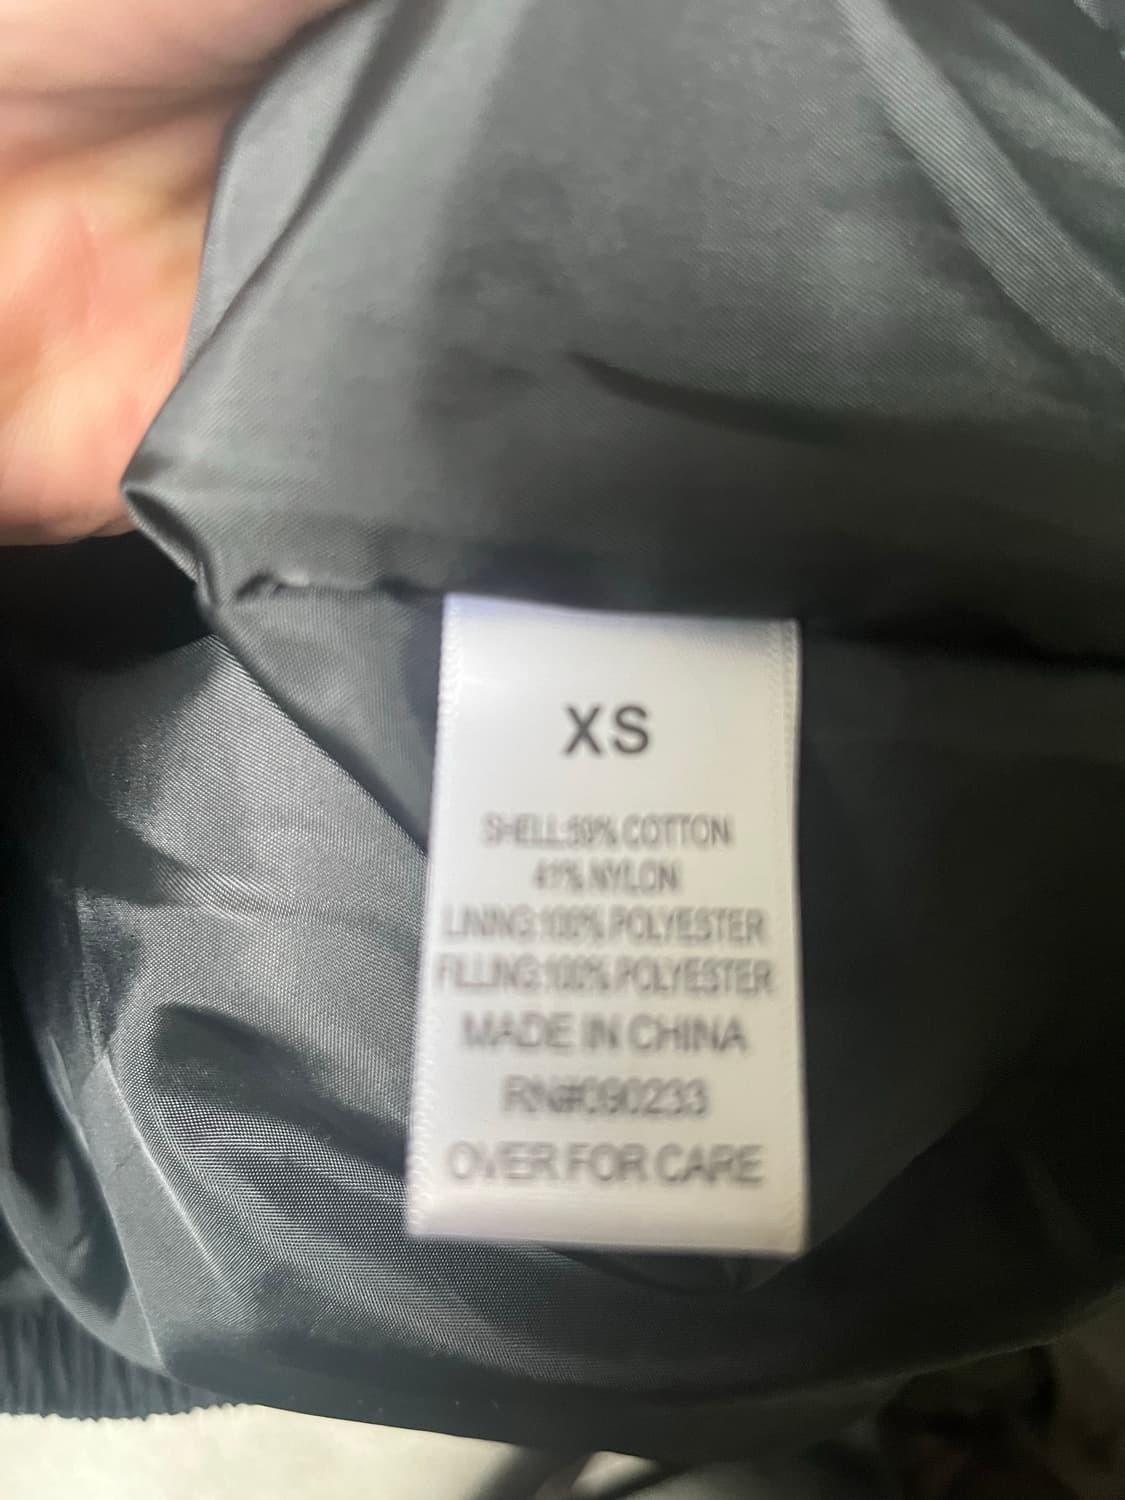 XS
SHELL:59% COTTON
41% NYLON
LINING:100% POLYESTER
FILLING:100% POLYESTER
MADE IN CHINA
RN#090233
OVER FOR CARE